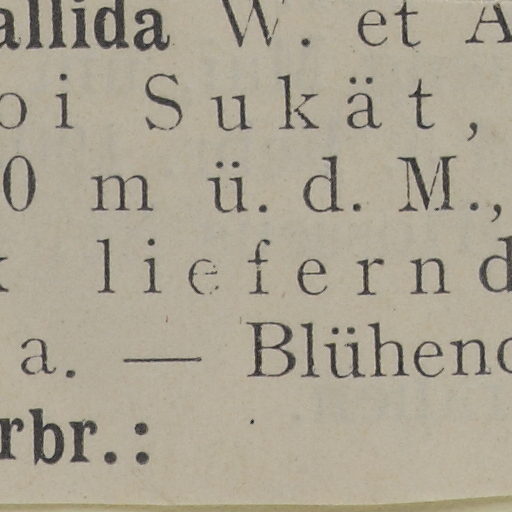 allida W. et A
oi Sukät,
0 m ü. d. M.,
k liefernd
a. — Blühend
rbr.: